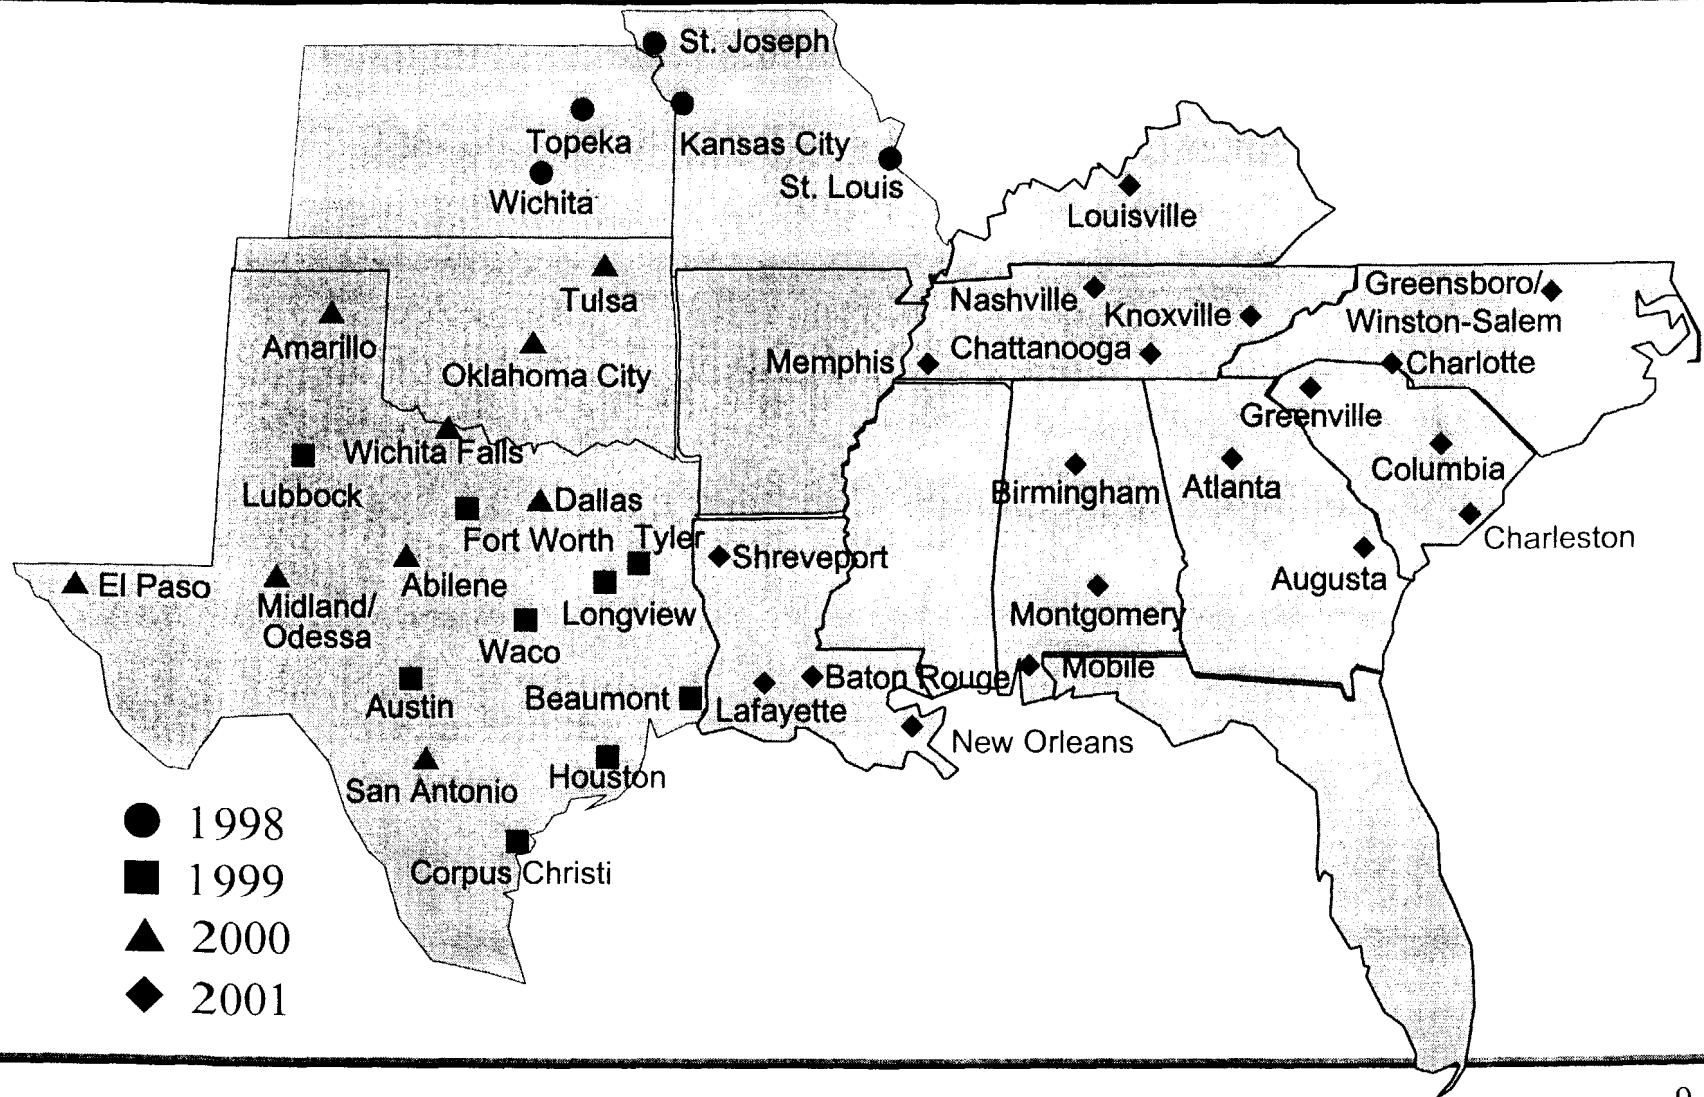 St. Joseph
Topeka
Kansas City
Wichita
St. Louis
Louisville
Tulsa
Nashville
Knoxville
Greensboro/
Winston-Salem
Amarillo
Oklahoma City
Memphis
Chattanooga
Charlotte
Greenville
Wichita Falls
Lubbock
Dallas
Birmingham
Atlanta
Columbia
Fort Worth
Tyler
Shreveport
Charleston
El Paso
Midland/
Odessa
Abilene
Longview
Augusta
Montgomery
Waco
Austin
Beaumont
Lafayette
Baton Rouge
Mobile
New Orleans
San Antonio
Houston
Corpus Christi
1998
1999
2000
2001